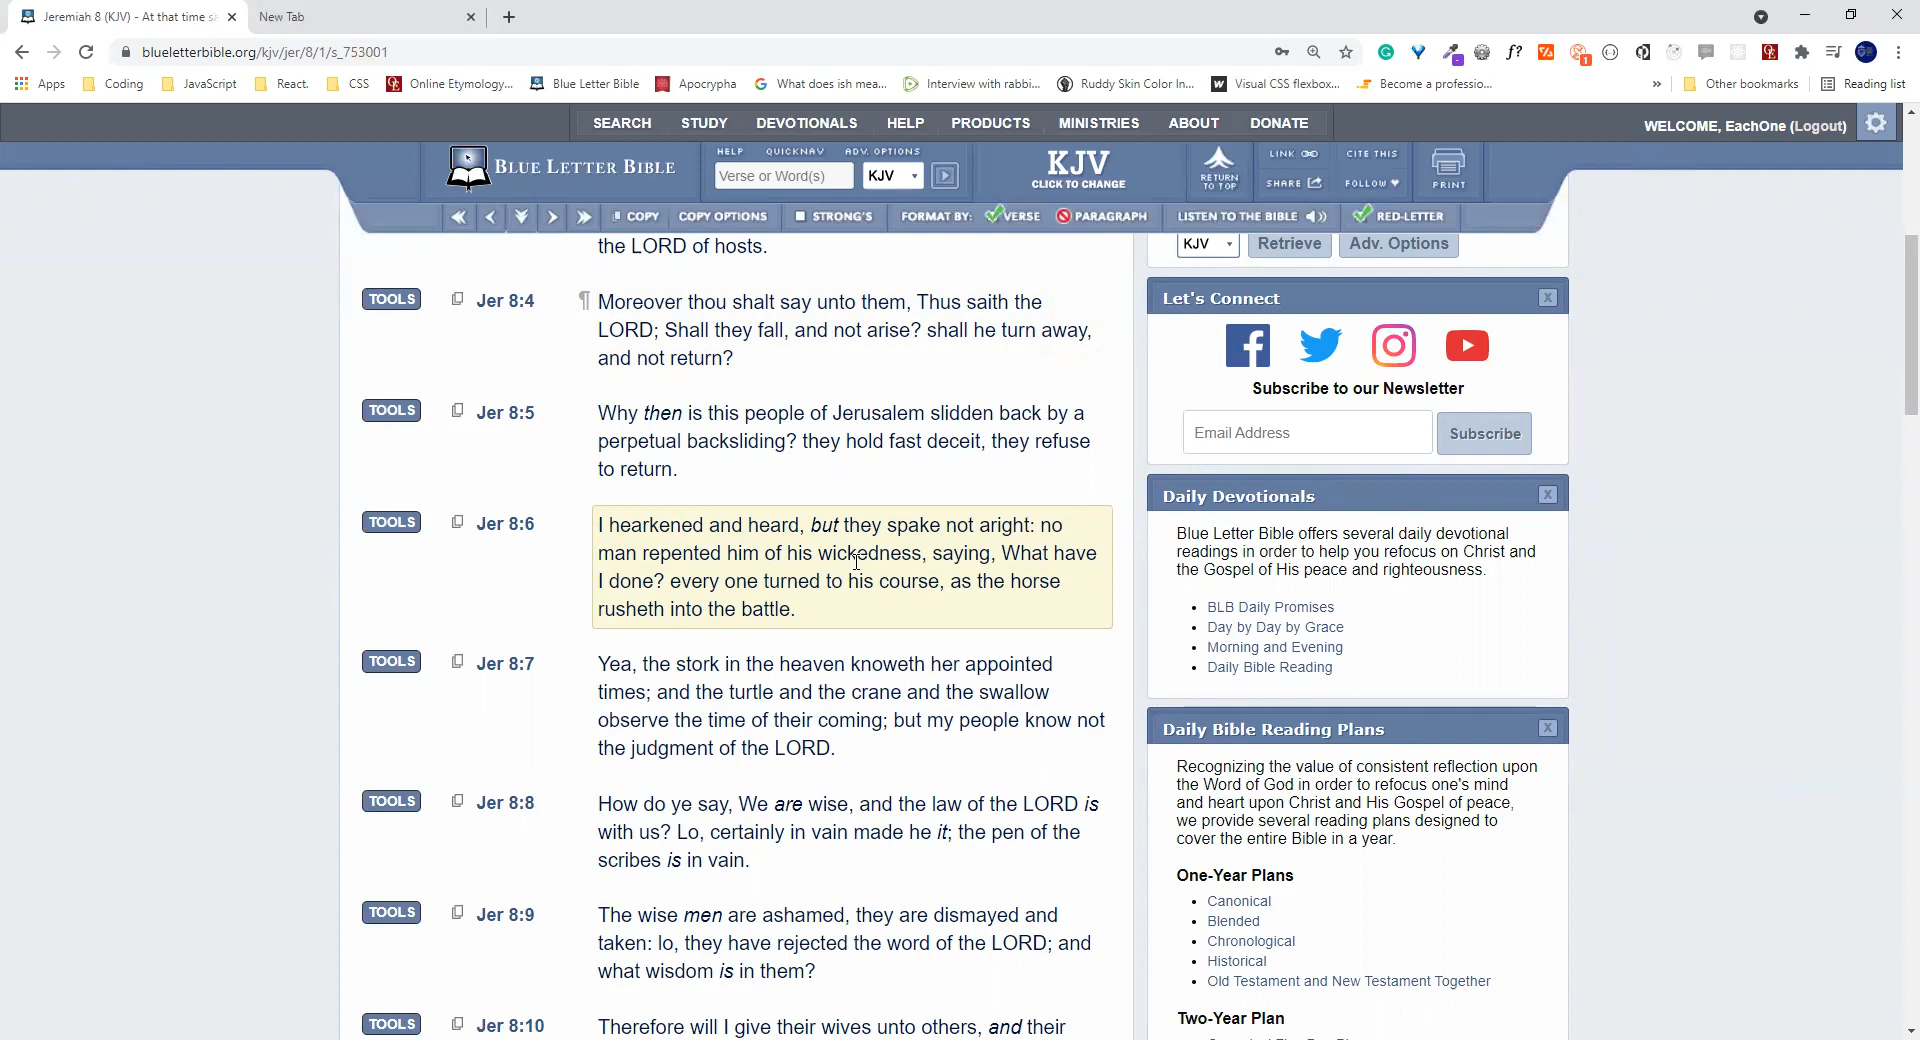 Jeremiah 8 (KJV) - At that time sa
New Tab
blueletterbible.org/kjv/jer/8/1/s_753001
Apps
Coding
JavaScript
React.
CSS
Online Etymology...
Blue Letter Bible
Apocrypha
What does ish mea...
Interview with rabbi...
Ruddy Skin Color In...
Visual CSS flexbox...
Become a professio...
Other bookmarks
Reading list
SEARCH STUDY DEVOTIONALS HELP PRODUCTS MINISTRIES ABOUT DONATE
WELCOME, EachOne (Logout)
BLUE LETTER BIBLE
HELP QUICKNAV ADV. OPTIONS
Verse or Word(s)
KJV
KJV
CLICK TO CHANGE
RETURN
TO TOP
LINK
CITE THIS
SHARE
FOLLOW
PRINT
COPY
COPY OPTIONS
STRONG'S
FORMAT BY:
VERSE
PARAGRAPH
LISTEN TO THE BIBLE
RED-LETTER
the LORD of hosts.
TOOLS
Jer 8:4
¶ Moreover thou shalt say unto them, Thus saith the
LORD; Shall they fall, and not arise? shall he turn away,
and not return?
TOOLS
Jer 8:5
Why then is this people of Jerusalem slidden back by a
perpetual backsliding? they hold fast deceit, they refuse
to return.
TOOLS
Jer 8:6
I hearkened and heard, but they spake not aright: no
man repented him of his wickedness, saying, What have
I done? every one turned to his course, as the horse
rusheth into the battle.
TOOLS
Jer 8:7
Yea, the stork in the heaven knoweth her appointed
times; and the turtle and the crane and the swallow
observe the time of their coming; but my people know not
the judgment of the LORD.
TOOLS
Jer 8:8
How do ye say, We are wise, and the law of the LORD is
with us? Lo, certainly in vain made he it; the pen of the
scribes is in vain.
TOOLS
Jer 8:9
The wise men are ashamed, they are dismayed and
taken: lo, they have rejected the word of the LORD; and
what wisdom is in them?
TOOLS
Jer 8:10
Therefore will I give their wives unto others, and their
KJV
Retrieve
Adv. Options
Let's Connect
Subscribe to our Newsletter
Email Address
Subscribe
Daily Devotionals
Blue Letter Bible offers several daily devotional
readings in order to help you refocus on Christ and
the Gospel of His peace and righteousness.
• BLB Daily Promises
• Day by Day by Grace
• Morning and Evening
• Daily Bible Reading
Daily Bible Reading Plans
Recognizing the value of consistent reflection upon
the Word of God in order to refocus one's mind
and heart upon Christ and His Gospel of peace,
we provide several reading plans designed to
cover the entire Bible in a year.
One-Year Plans
• Canonical
• Blended
• Chronological
• Historical
• Old Testament and New Testament Together
Two-Year Plan